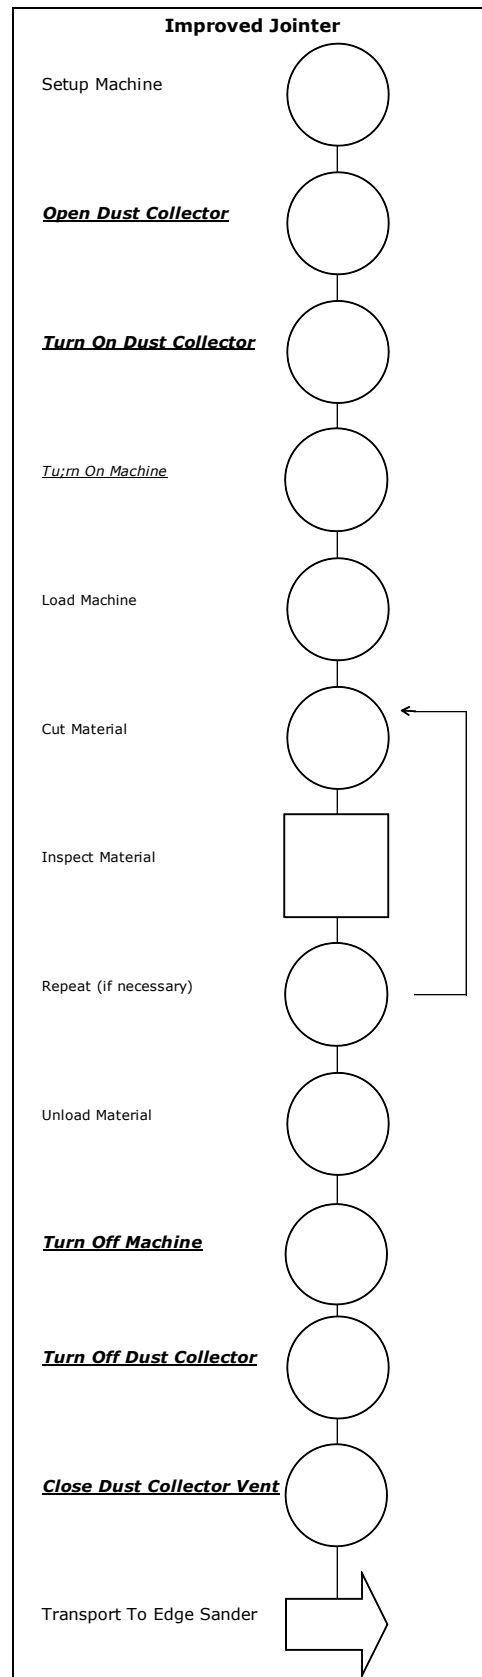 Improved Jointer
Setup Machine
Open Dust Collector
Turn On Dust Collector
Tu;rn On Machine
Load Machine
Cut Material
Inspect Material
Repeat (if necessary)
Unload Material
Turn Off Machine
Turn Off Dust Collector
Close Dust Collector Vent
Transport To Edge Sander